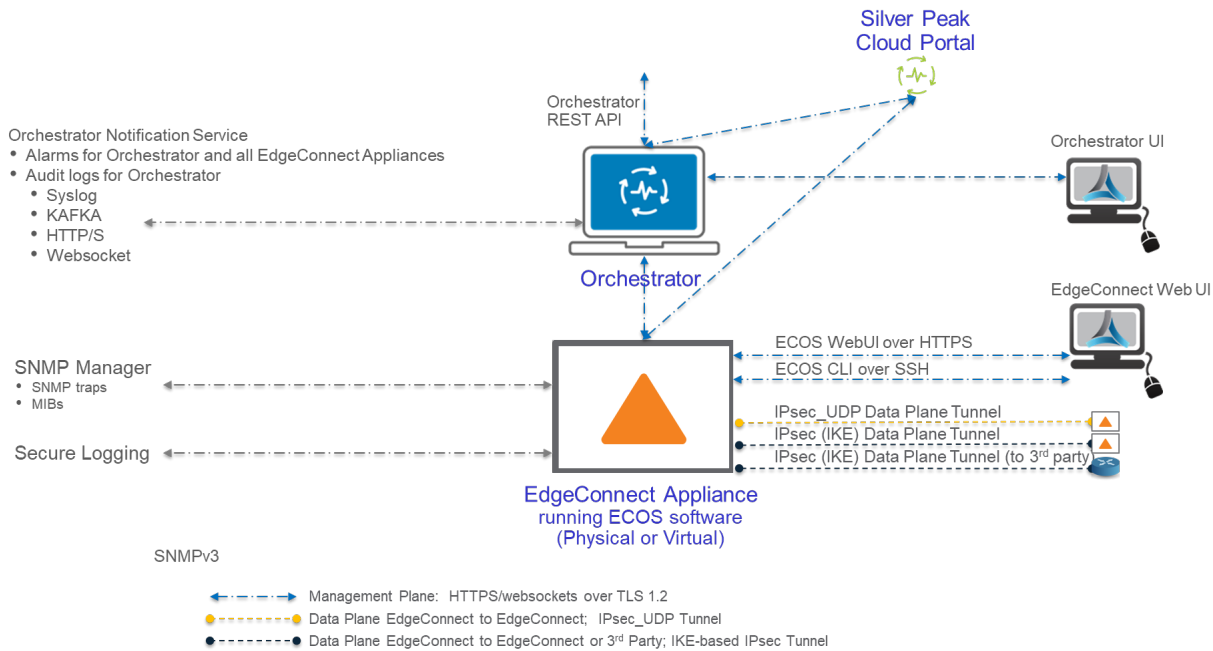 Silver Peak
Cloud Portal
Orchestrator
REST API
Orchestrator Notification Service
• Alarms for Orchestrator and all EdgeConnect Appliances
• Audit logs for Orchestrator
• Syslog
• KAFKA
• HTTP/S
• Websocket
Orchestrator UI
Orchestrator
EdgeConnect Web UI
ECOS WebUI over HTTPS
ECOS CLI over SSH
SNMP Manager
• SNMP traps
• MIBs
IPsec_UDP Data Plane Tunnel
IPsec (IKE) Data Plane Tunnel
IPsec (IKE) Data Plane Tunnel (to 3rd party)
Secure Logging
EdgeConnect Appliance
running ECOS software
(Physical or Virtual)
SNMPv3
Management Plane: HTTPS/websockets over TLS 1.2
Data Plane EdgeConnect to EdgeConnect; IPsec_UDP Tunnel
Data Plane EdgeConnect to EdgeConnect or 3rd Party; IKE-based IPsec Tunnel